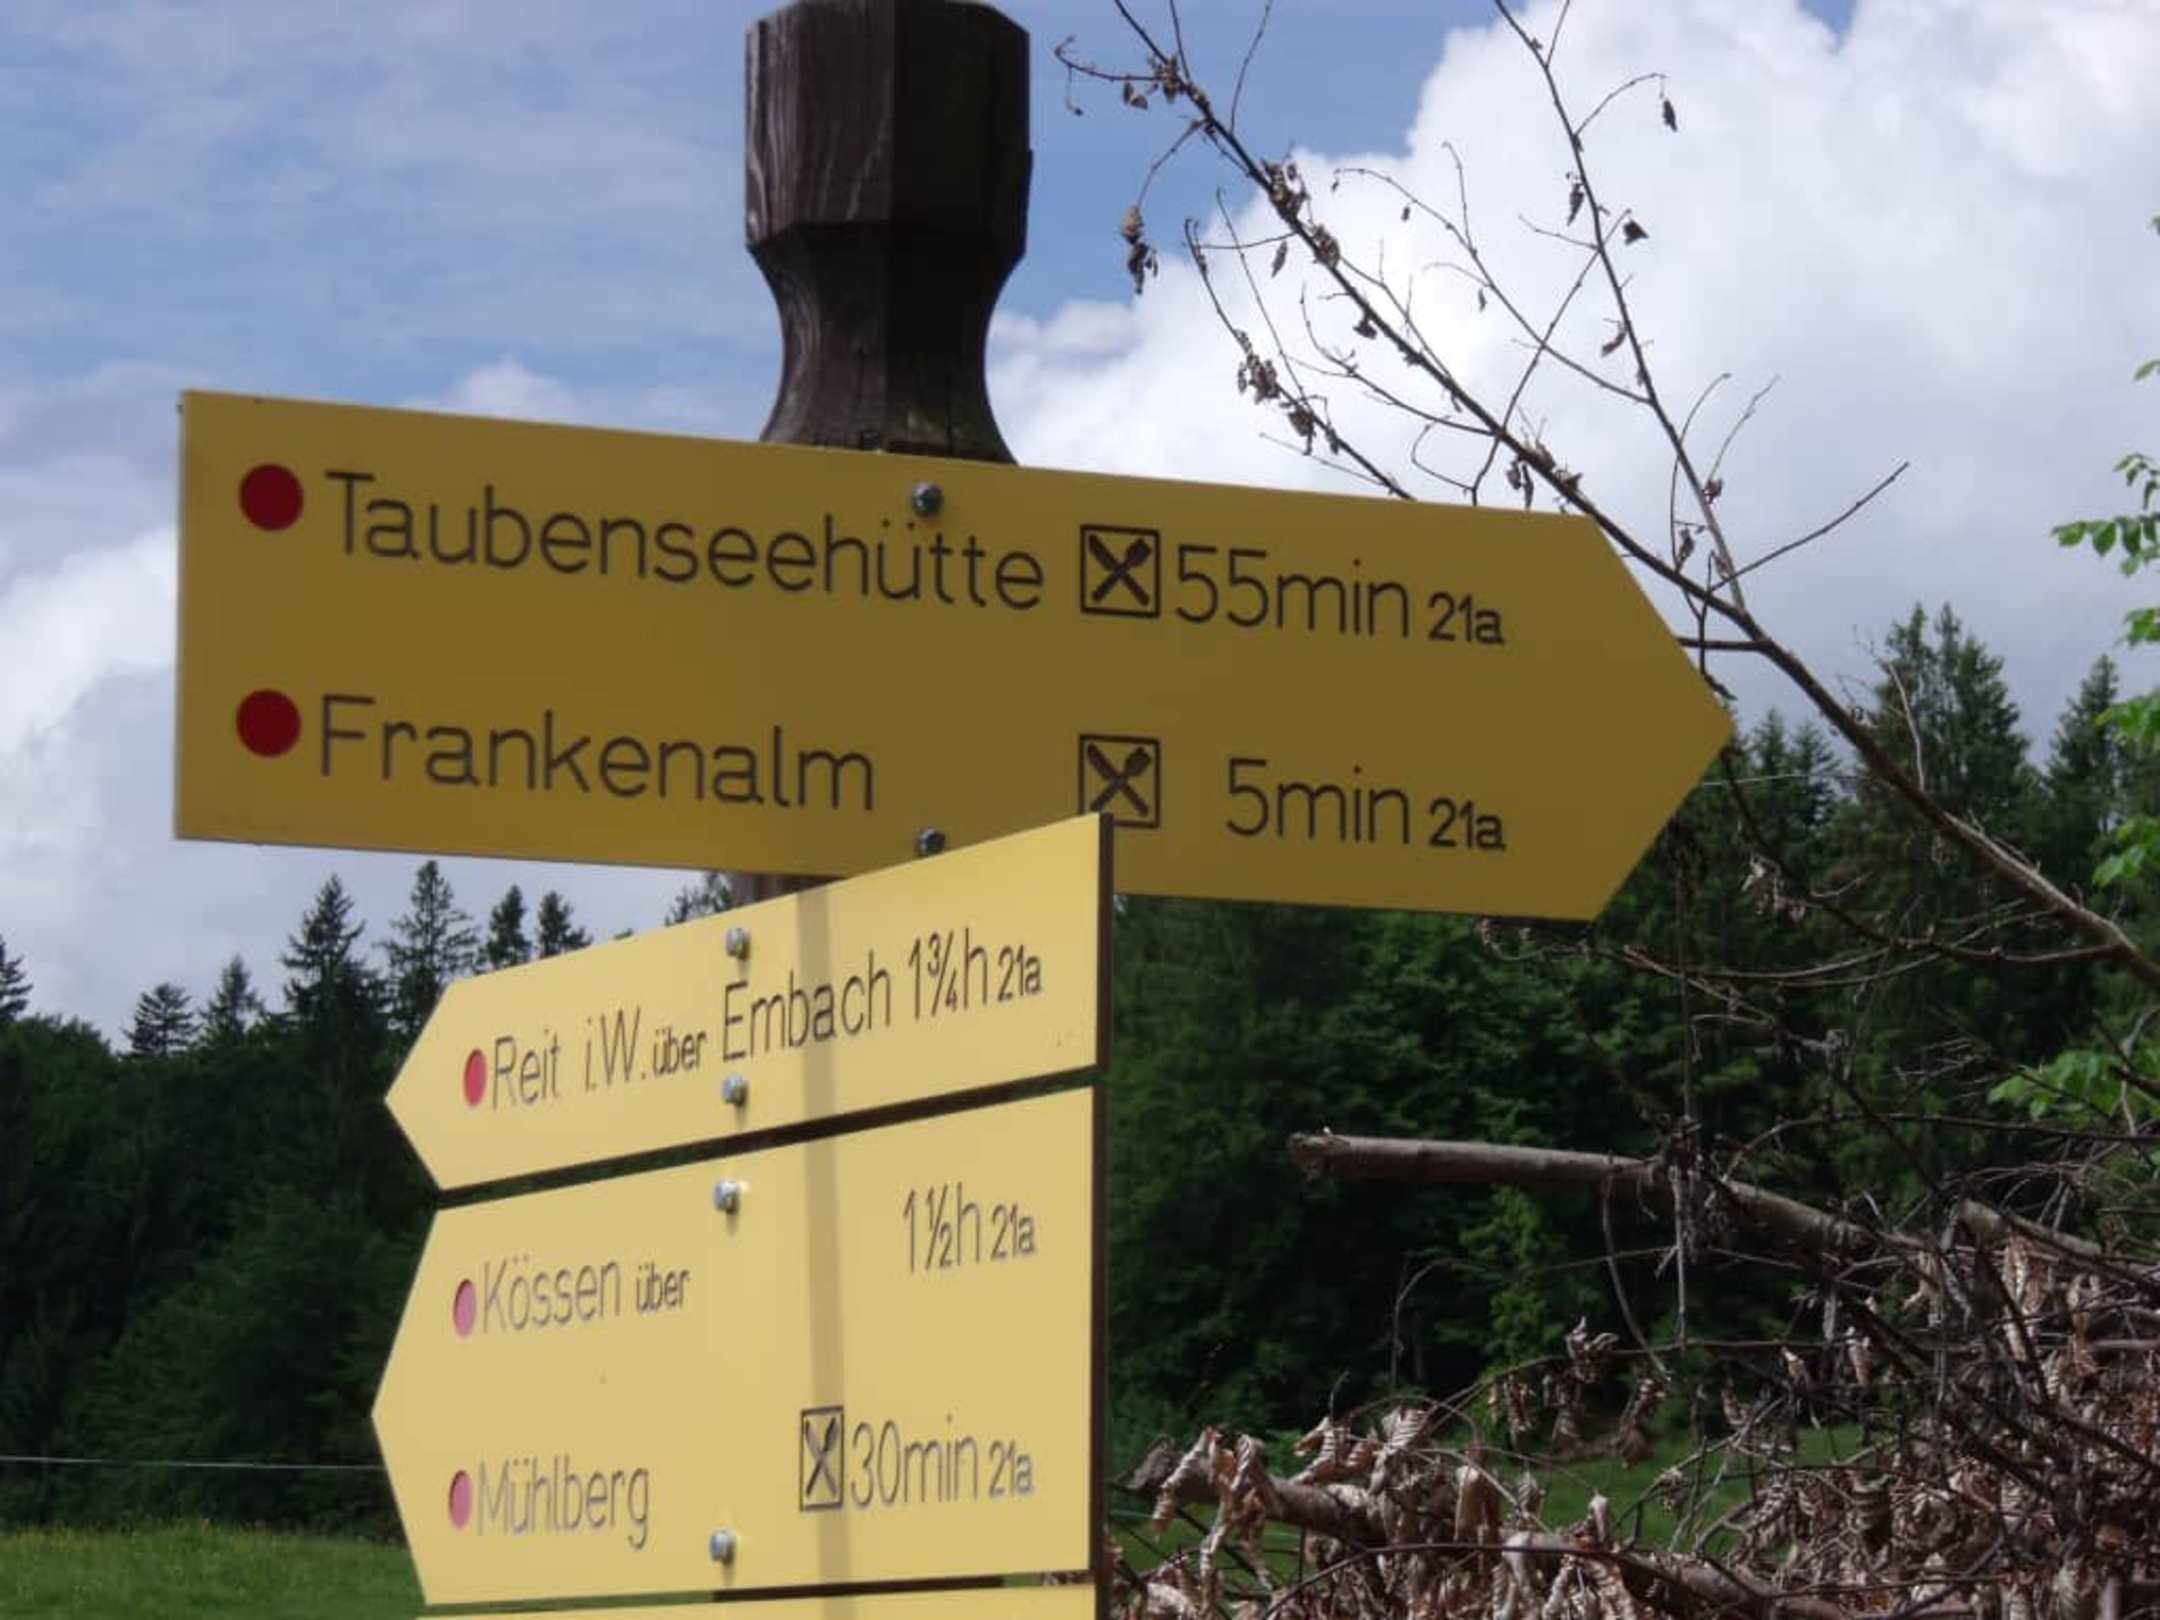 Taubenseehütte 55min 21a
Frankenalm 5min 21a
Reit i.W. über Embach 1¾h 21a
Kössen über 1½h 21a
Mühlberg 30min 21a